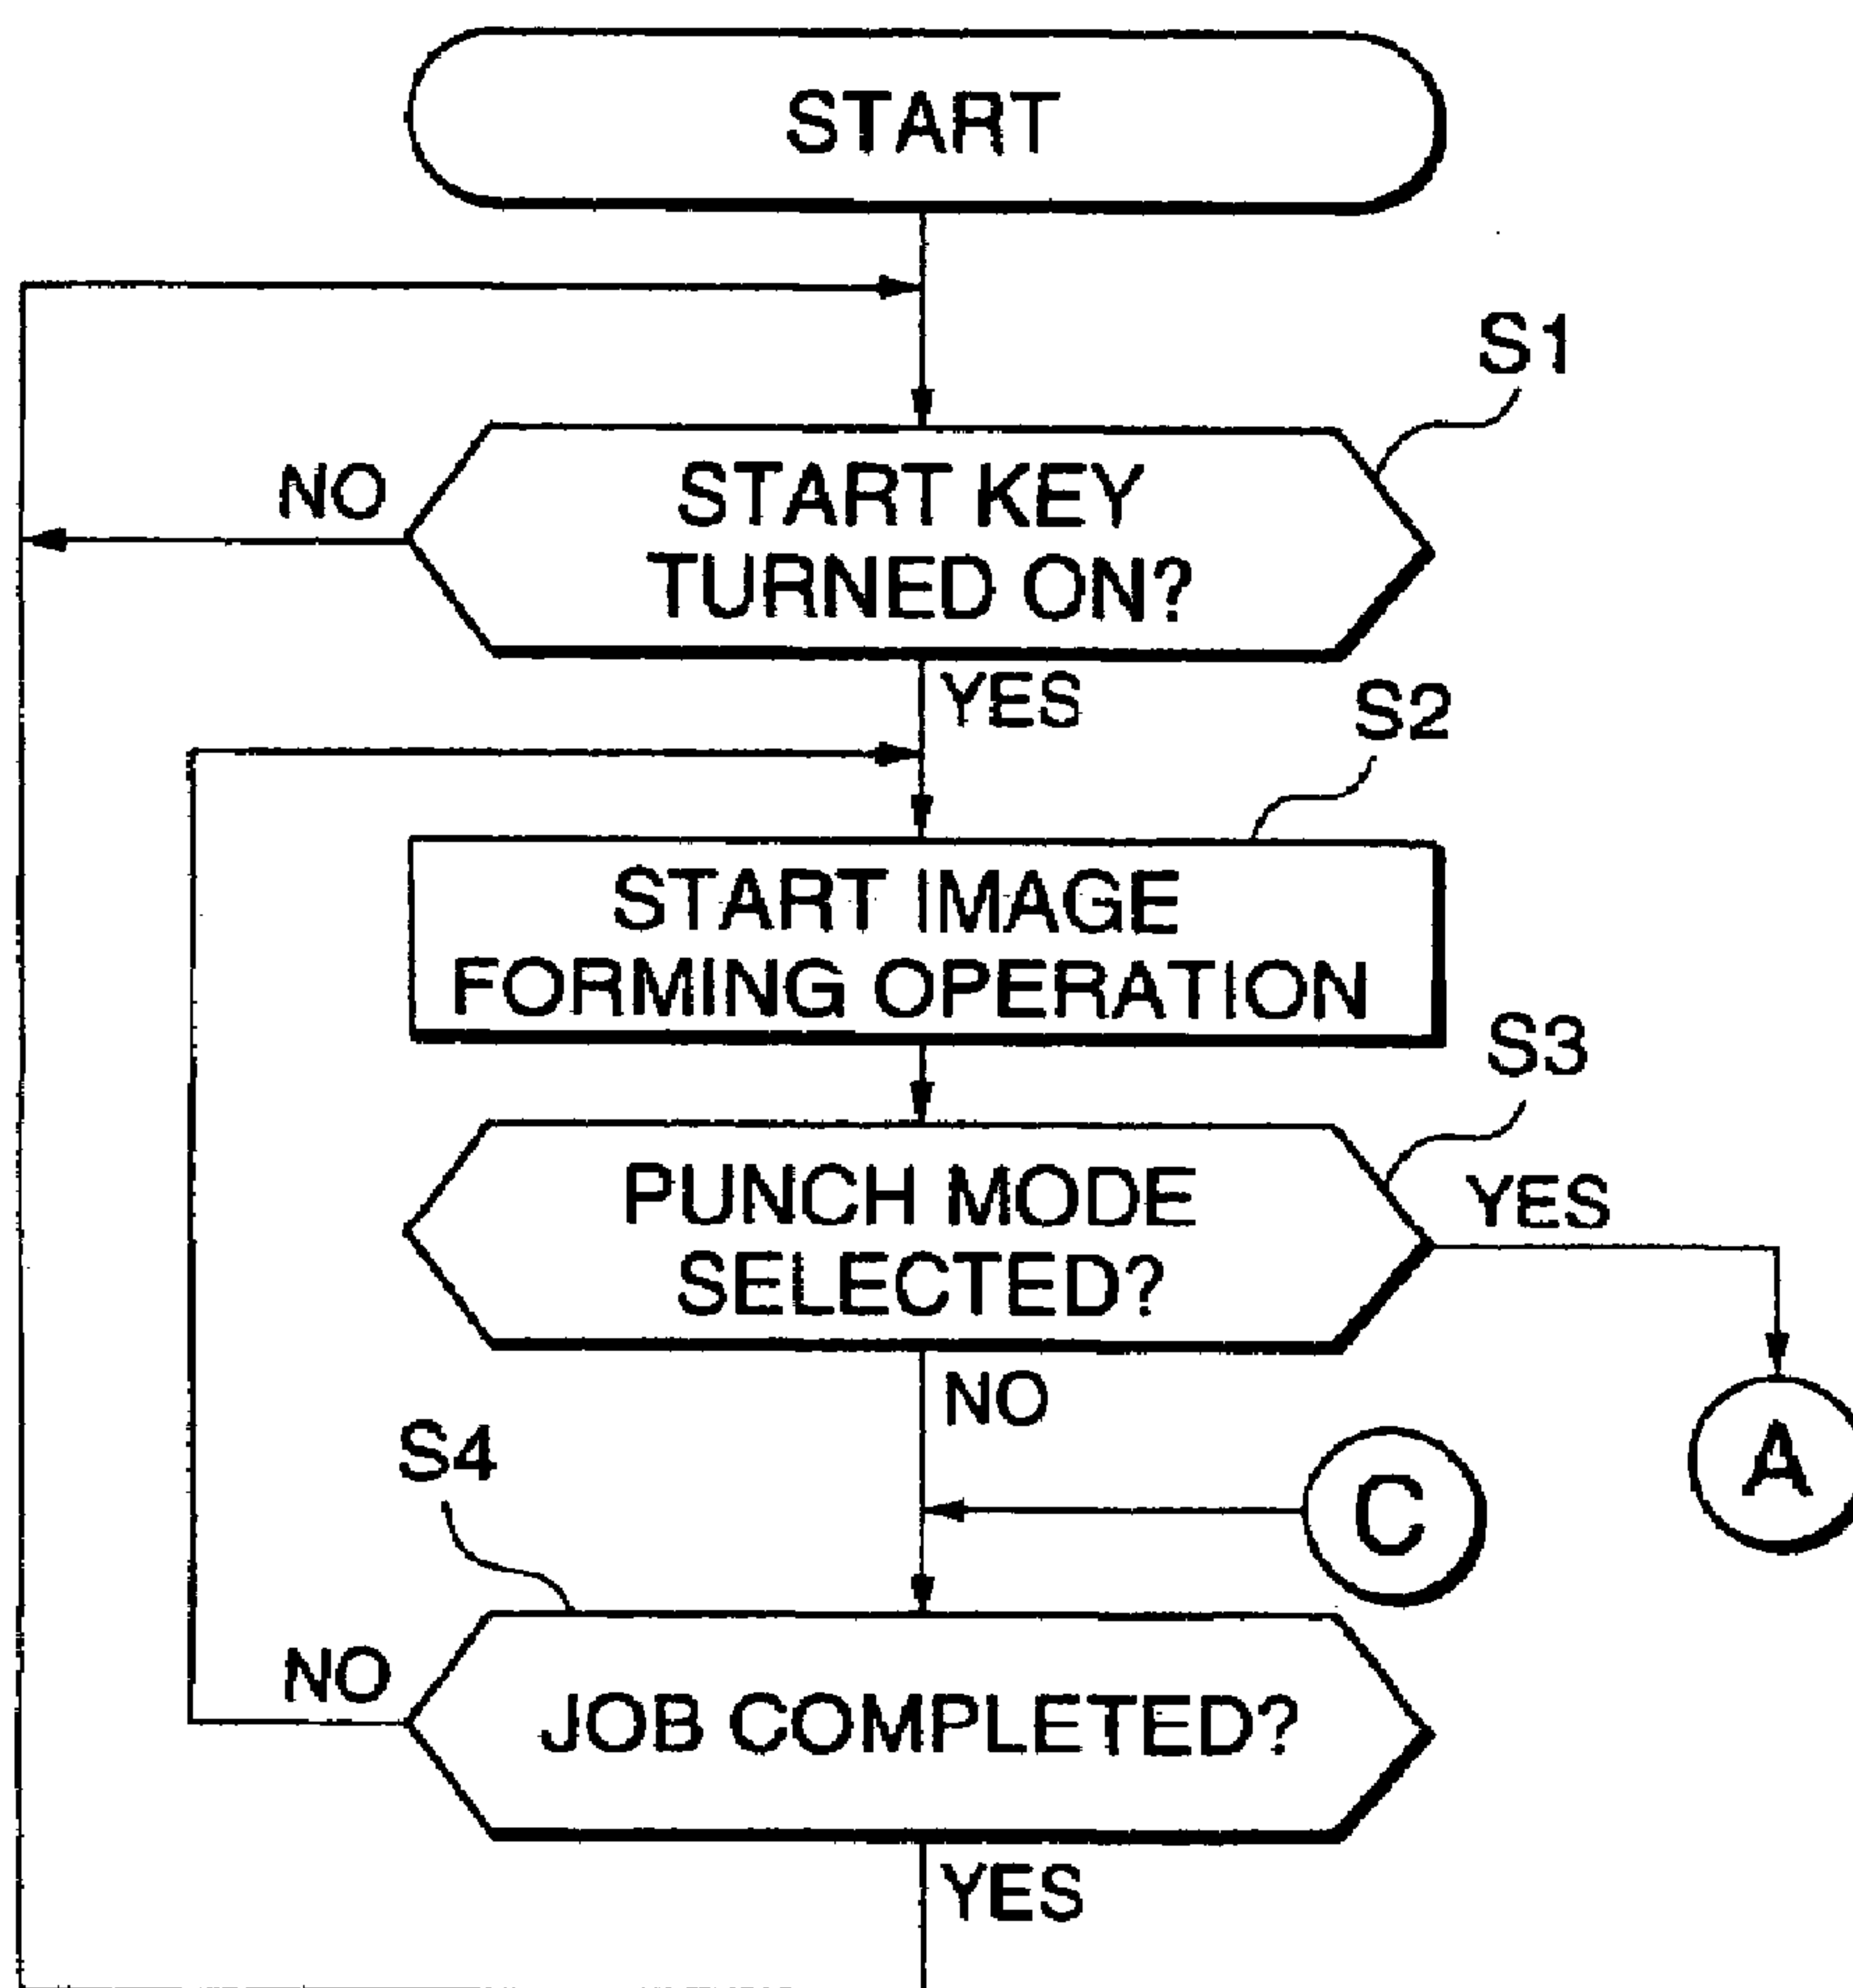 START
S1
NO
START KEY
TURNED ON?
YES
S2
START IMAGE
FORMING OPERATION
S3
PUNCH MODE
SELECTED?
YES
NO
A
S4
C
NO
JOB COMPLETED?
YES